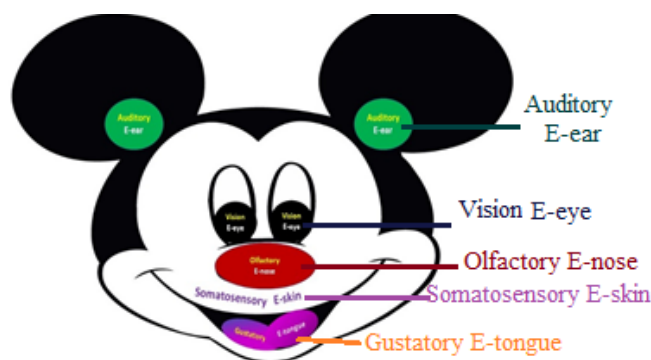 Auditory
E-ear
Auditory
E-ear
Auditory
E-ear
Vision
E-eye
Vision
E-eye
Vision E-eye
Olfactory
E-nose
Olfactory E-nose
Somatosensory E-skin
Somatosensory E-skin
Gustatory E-tongue
Gustatory E-tongue